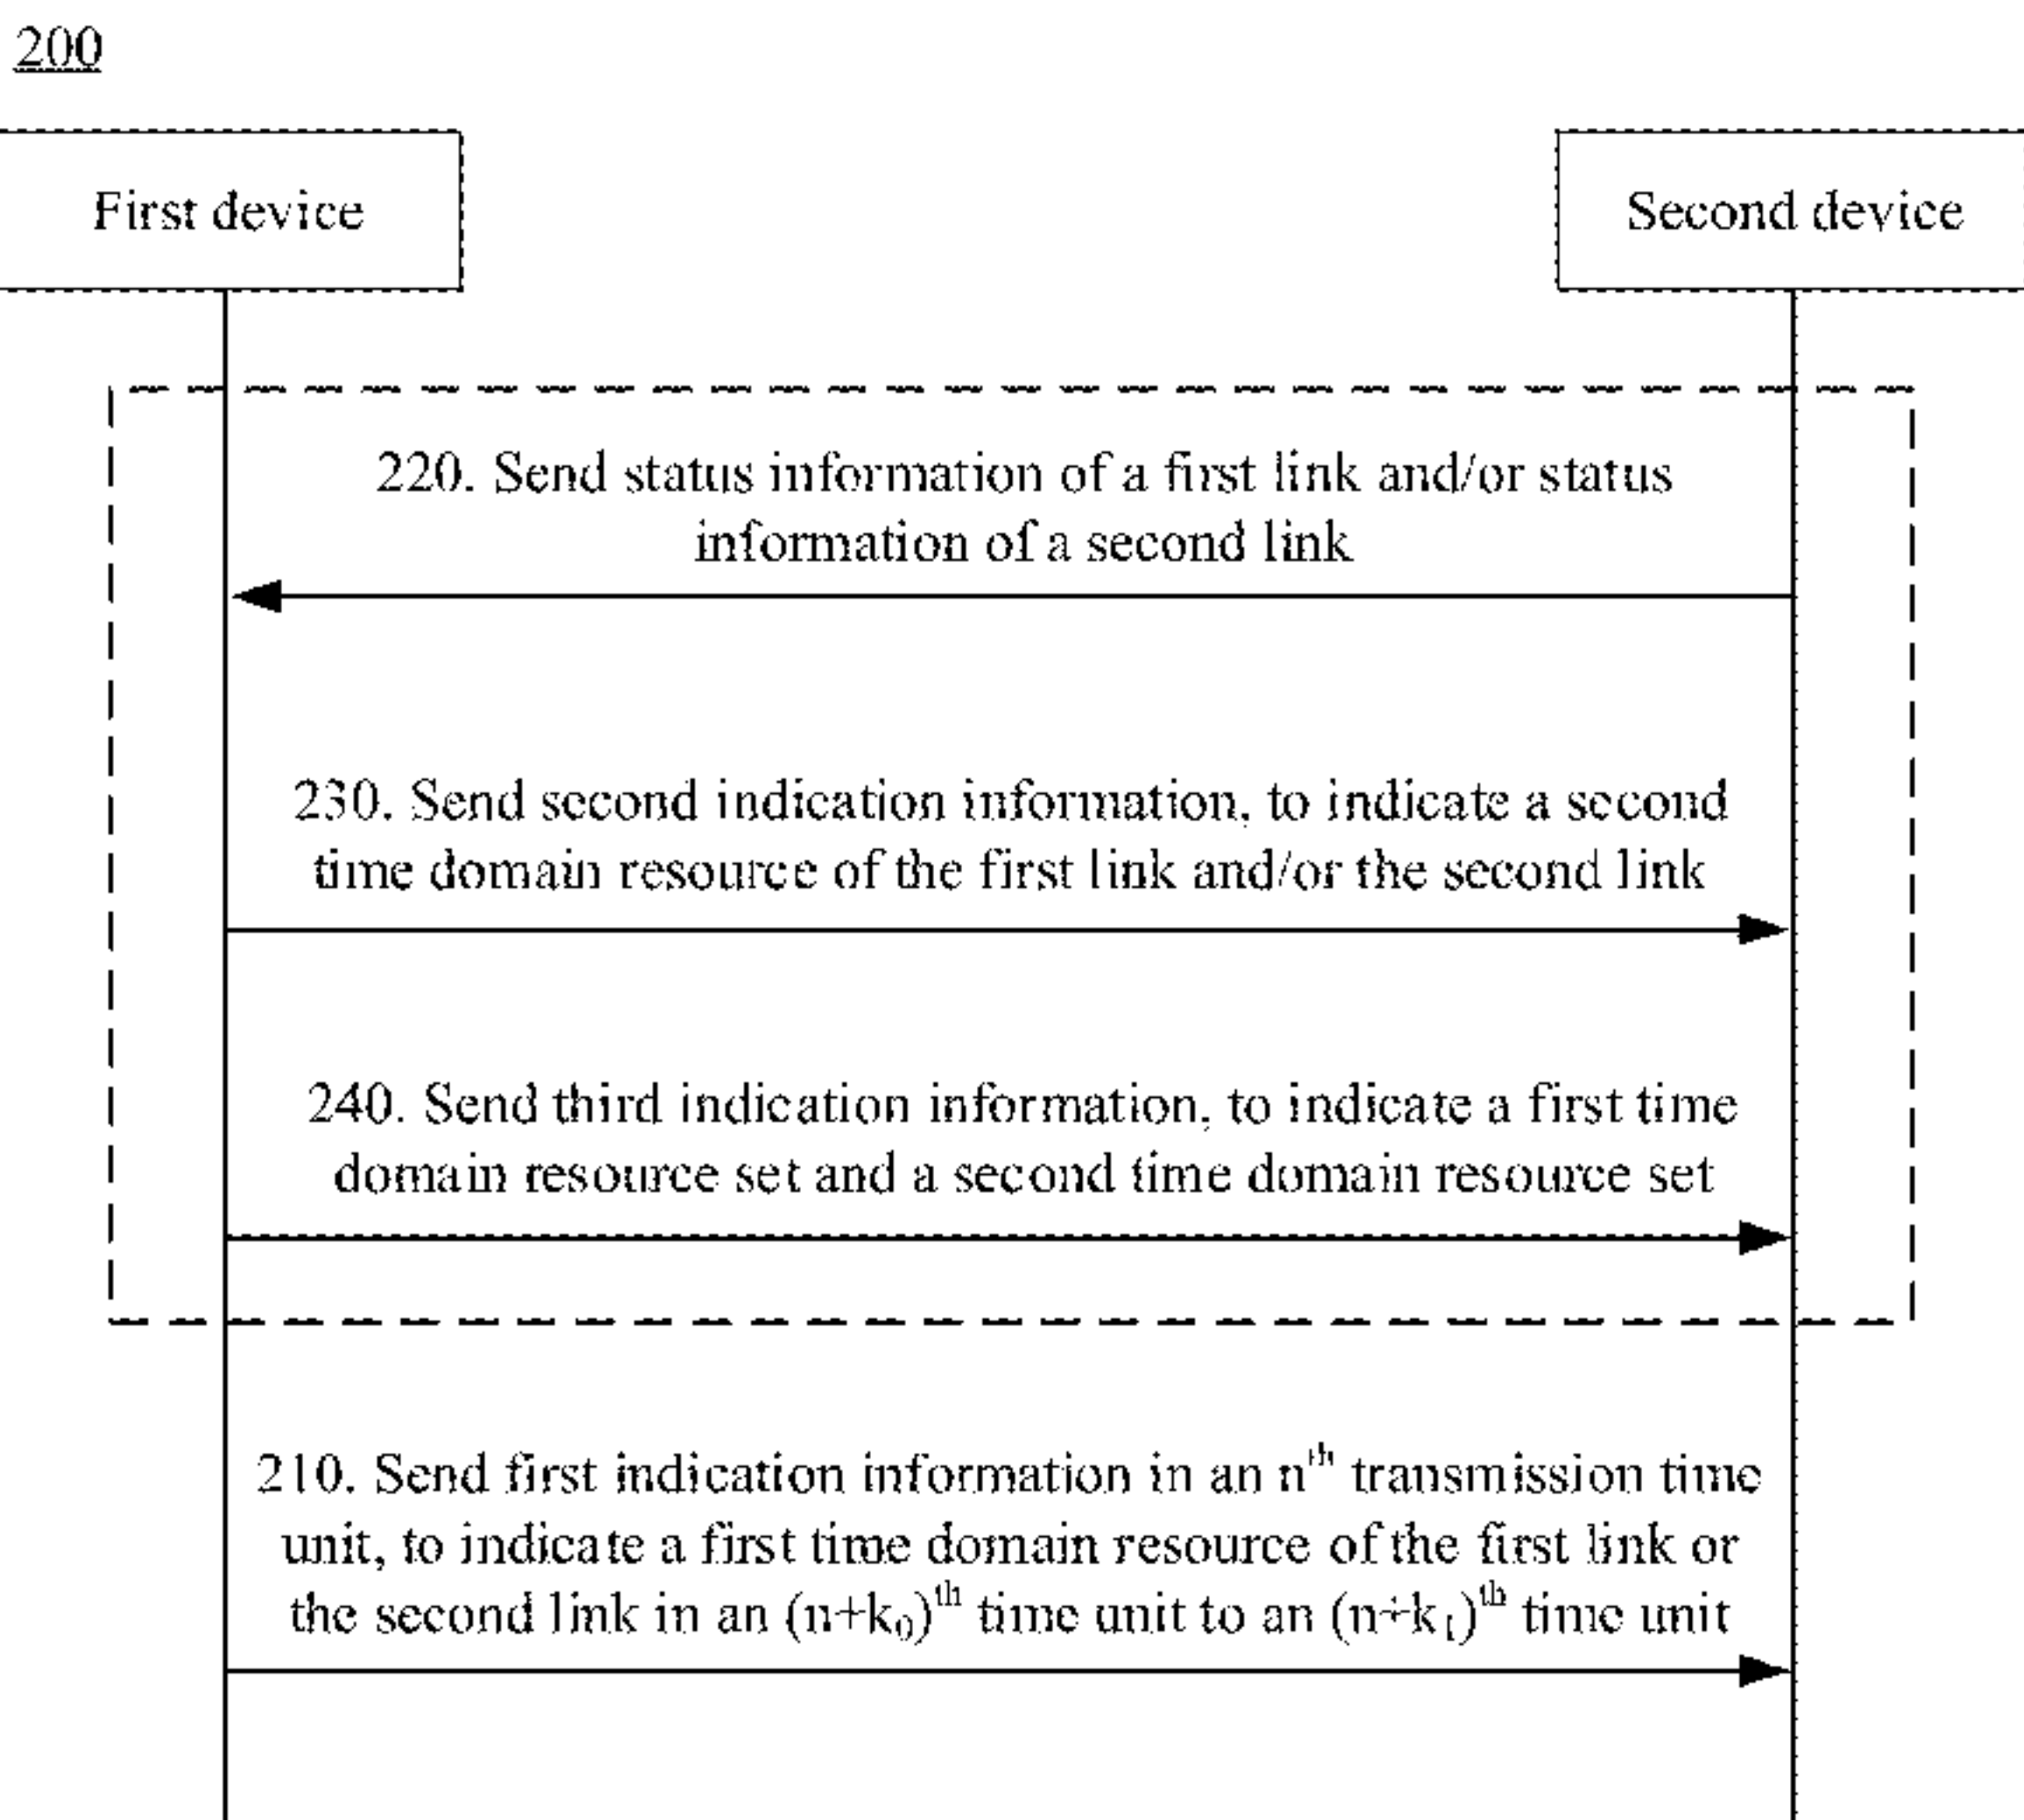 200
First device
Second device
220. Send status information of a first link and/or status
information of a second link
230. Send second indication information, to indicate a second
time domain resource of the first link and/or the second link
240. Send third indication information, to indicate a first time
domain resource set and a second time domain resource set
210. Send first indication information in an nᵗʰ transmission time
unit, to indicate a first time domain resource of the first link or
the second link in an (n+k₀)ᵗʰ time unit to an (n+k₁)ᵗʰ time unit